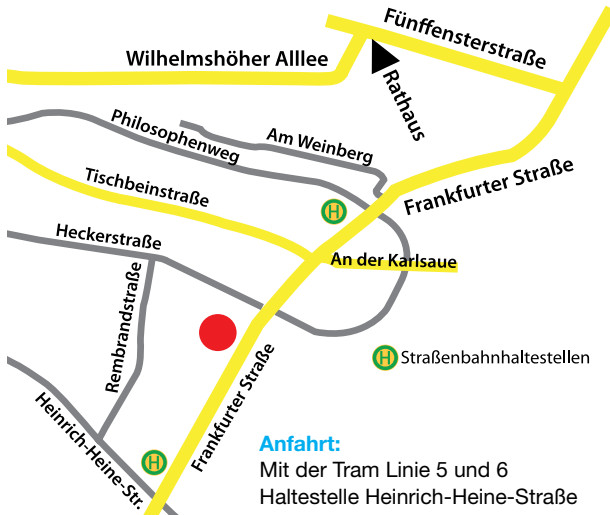 Fünffensterstraße
Wilhelmshöher Alllee
Rathaus
Philosophenweg
Am Weinberg
Frankfurter Straße
Tischbeinstraße
H
Heckerstraße
An der Karlsaue
Rembrandstraße
H Straßenbahnhaltestellen
Frankfurter Straße
Heinrich-Heine-Str.
H
Anfahrt:
Mit der Tram Linie 5 und 6
Haltestelle Heinrich-Heine-Straße